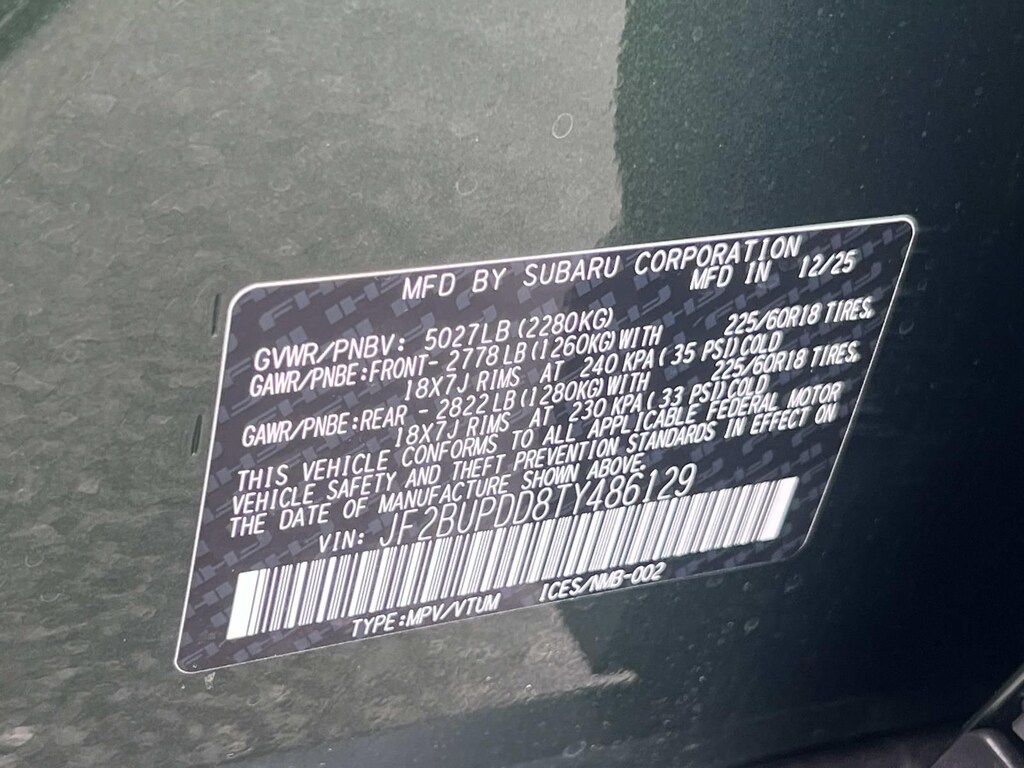 MFD BY SUBARU CORPORATION
MFD IN 12/25
GVWR/PNBV: 5027LB(2280KG)
GAWR/PNBE:FRONT- 2778LB(1260KG)WITH 225/60R18 TIRES,
18X7J RIMS AT 240 KPA(35 PSI)COLD
GAWR/PNBE:REAR - 2822LB(1280KG)WITH 225/60R18 TIRES,
18X7J RIMS AT 230 KPA(33 PSI)COLD
THIS VEHICLE CONFORMS TO ALL APPLICABLE FEDERAL MOTOR
VEHICLE SAFETY AND THEFT PREVENTION STANDARDS IN EFFECT ON
THE DATE OF MANUFACTURE SHOWN ABOVE.
VIN: JF2BUPDD8TY486129
TYPE:MPV/VTUM ICES/NMB-002